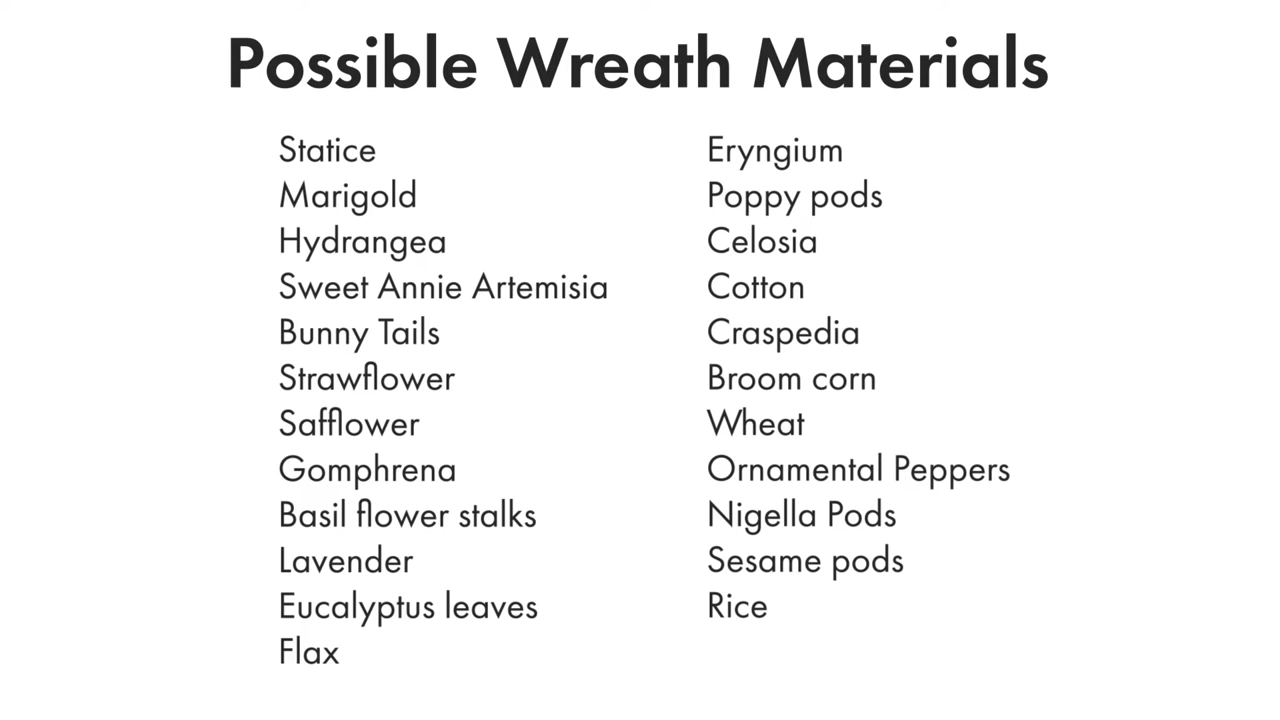 Possible Wreath Materials
Statice
Marigold
Hydrangea
Sweet Annie Artemisia
Bunny Tails
Strawflower
Safflower
Gomphrena
Basil flower stalks
Lavender
Eucalyptus leaves
Flax
Eryngium
Poppy pods
Celosia
Cotton
Craspedia
Broom corn
Wheat
Ornamental Peppers
Nigella Pods
Sesame pods
Rice